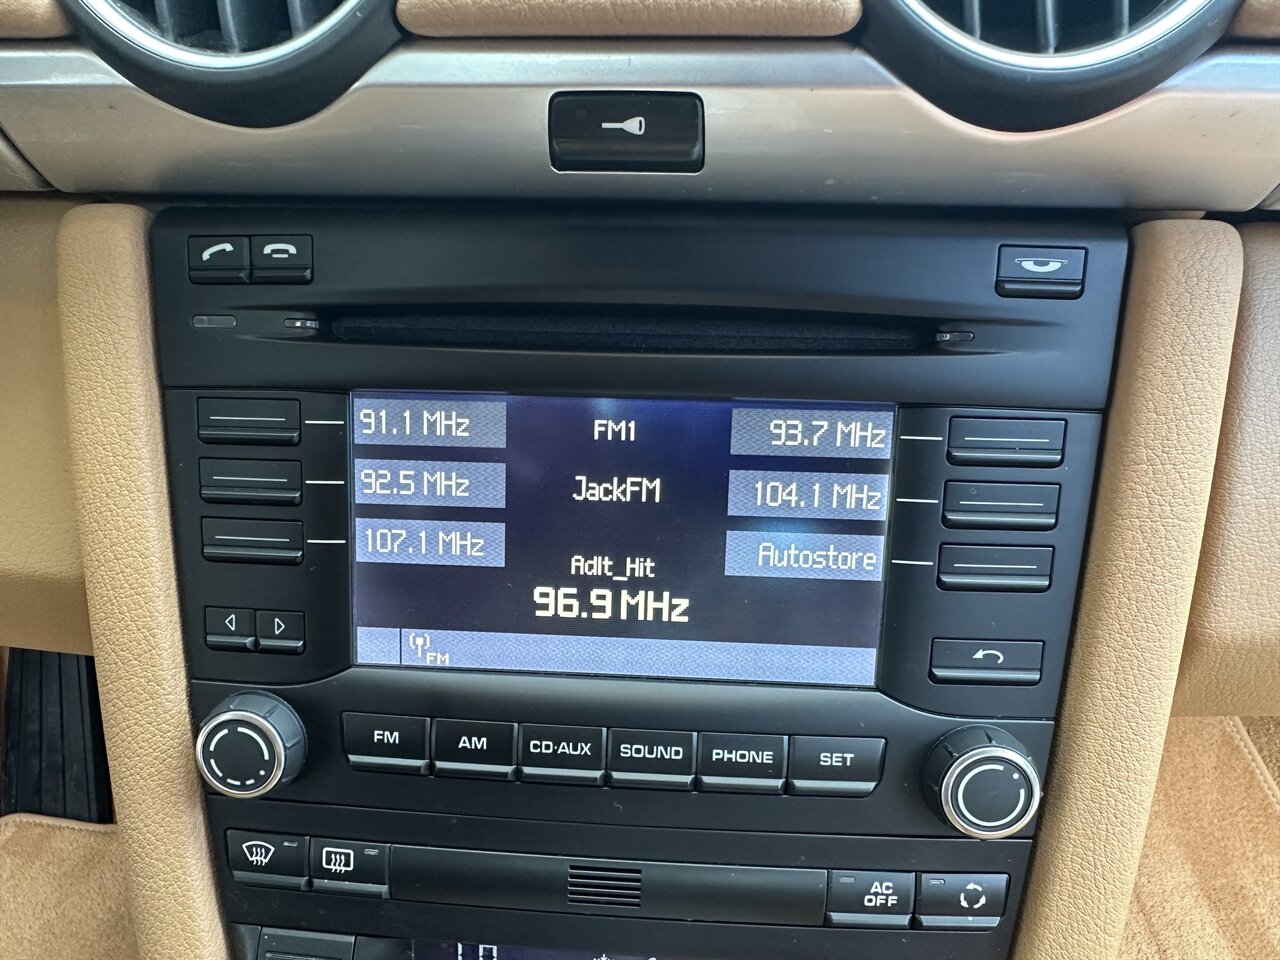 91.1 MHz
FM1
93.7 MHz
92.5 MHz
JackFM
104.1 MHz
107.1 MHz
Adlt_Hit
Autostore
96.9 MHz
FM
FM
AM
CD·AUX
SOUND
PHONE
SET
AC
OFF